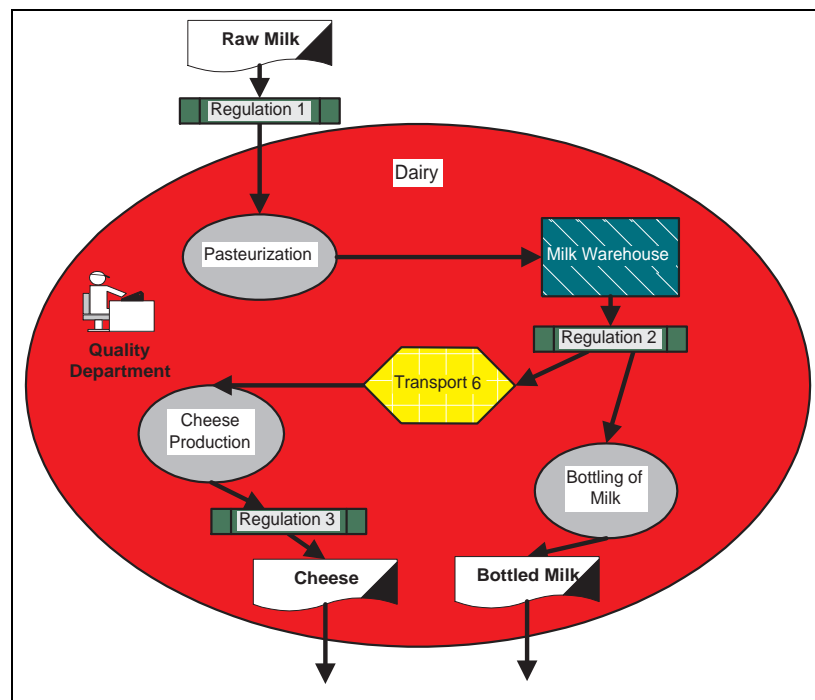 Raw Milk
Regulation 1
Dairy
Pasteurization
Milk Warehouse
Quality
Department
Regulation 2
Transport 6
Cheese
Production
Bottling of
Milk
Regulation 3
Cheese
Bottled Milk